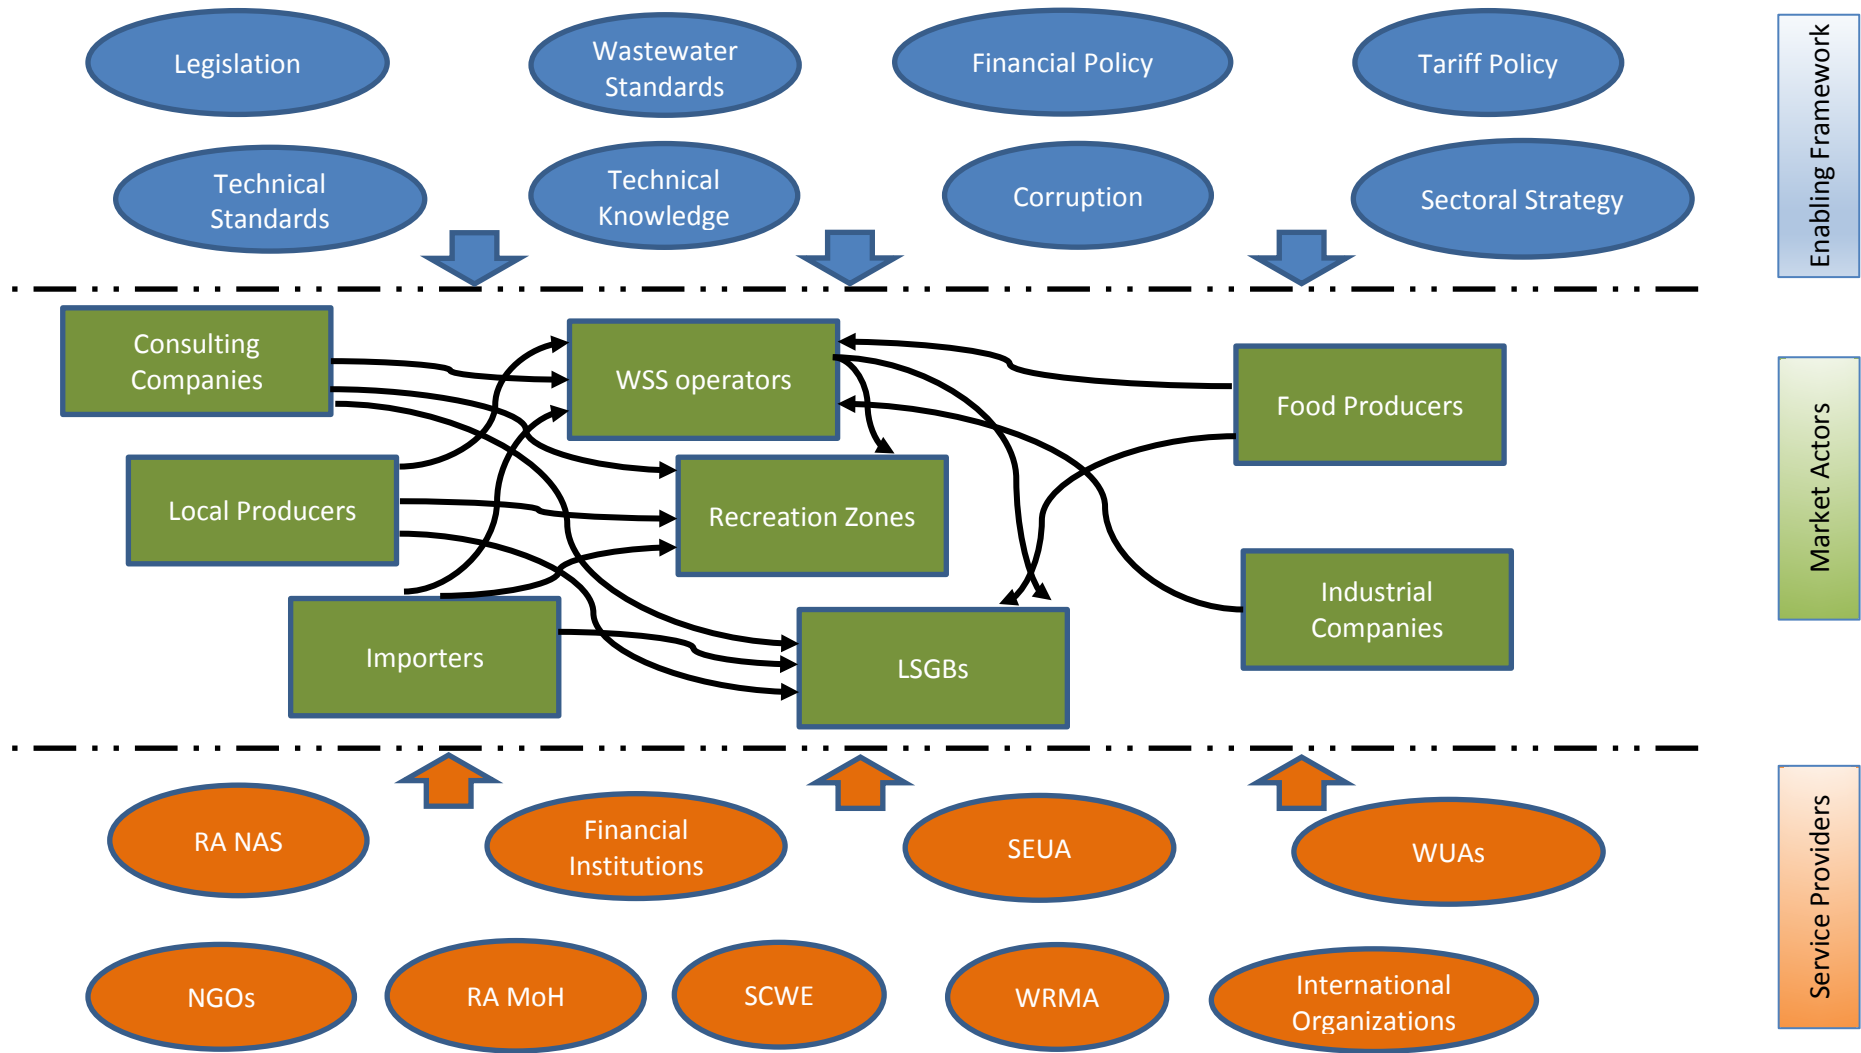 Legislation
Wastewater
Standards
Financial Policy
Tariff Policy
Technical
Standards
Technical
Knowledge
Corruption
Sectoral Strategy
Enabling Framework
Consulting
Companies
WSS operators
Food Producers
Local Producers
Recreation Zones
Industrial
Companies
Importers
LSGBs
Market Actors
RA NAS
Financial
Institutions
SEUA
WUAs
NGOs
RA MoH
SCWE
WRMA
International
Organizations
Service Providers